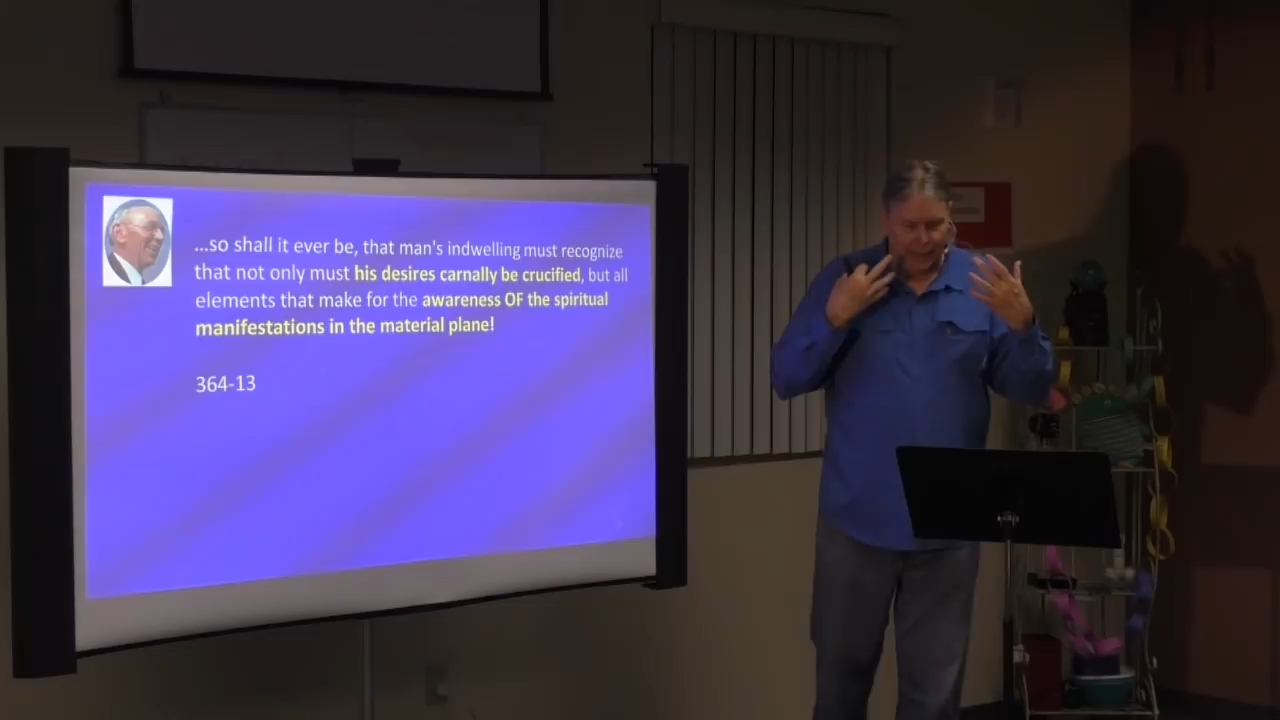 ...so shall it ever be, that man's indwelling must recognize
that not only must his desires carnally be crucified, but all
elements that make for the awareness OF the spiritual
manifestations in the material plane!
364-13